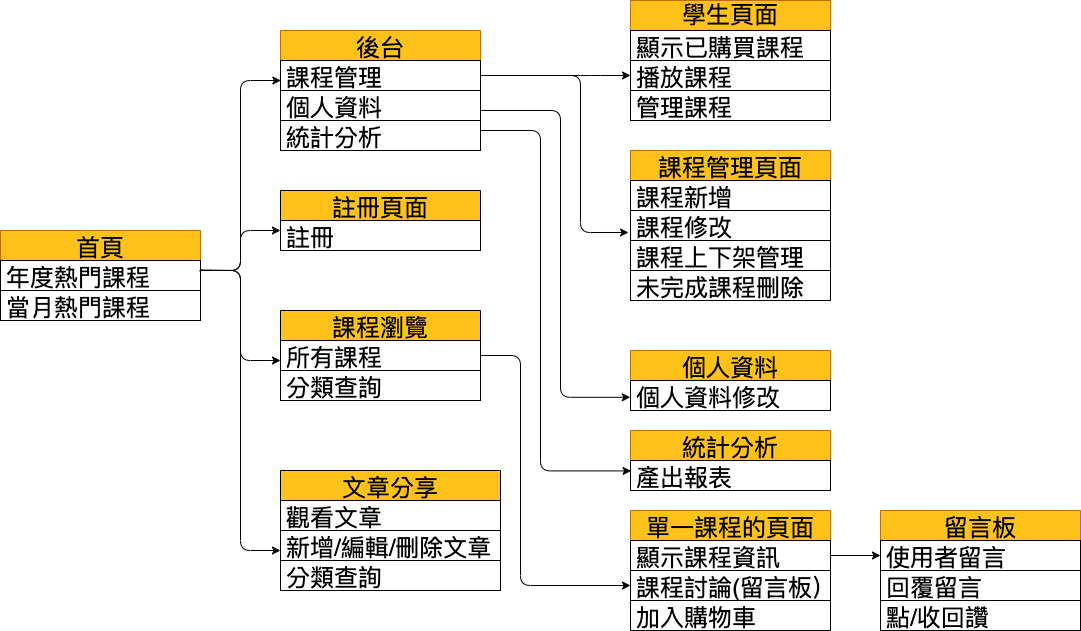 首頁
年度熱門課程
當月熱門課程
後台
課程管理
個人資料
統計分析
註冊頁面
註冊
課程瀏覽
所有課程
分類查詢
文章分享
觀看文章
新增/編輯/刪除文章
分類查詢
學生頁面
顯示已購買課程
播放課程
管理課程
課程管理頁面
課程新增
課程修改
課程上下架管理
未完成課程刪除
個人資料
個人資料修改
統計分析
產出報表
單一課程的頁面
顯示課程資訊
課程討論(留言板)
加入購物車
留言板
使用者留言
回覆留言
點/收回讚